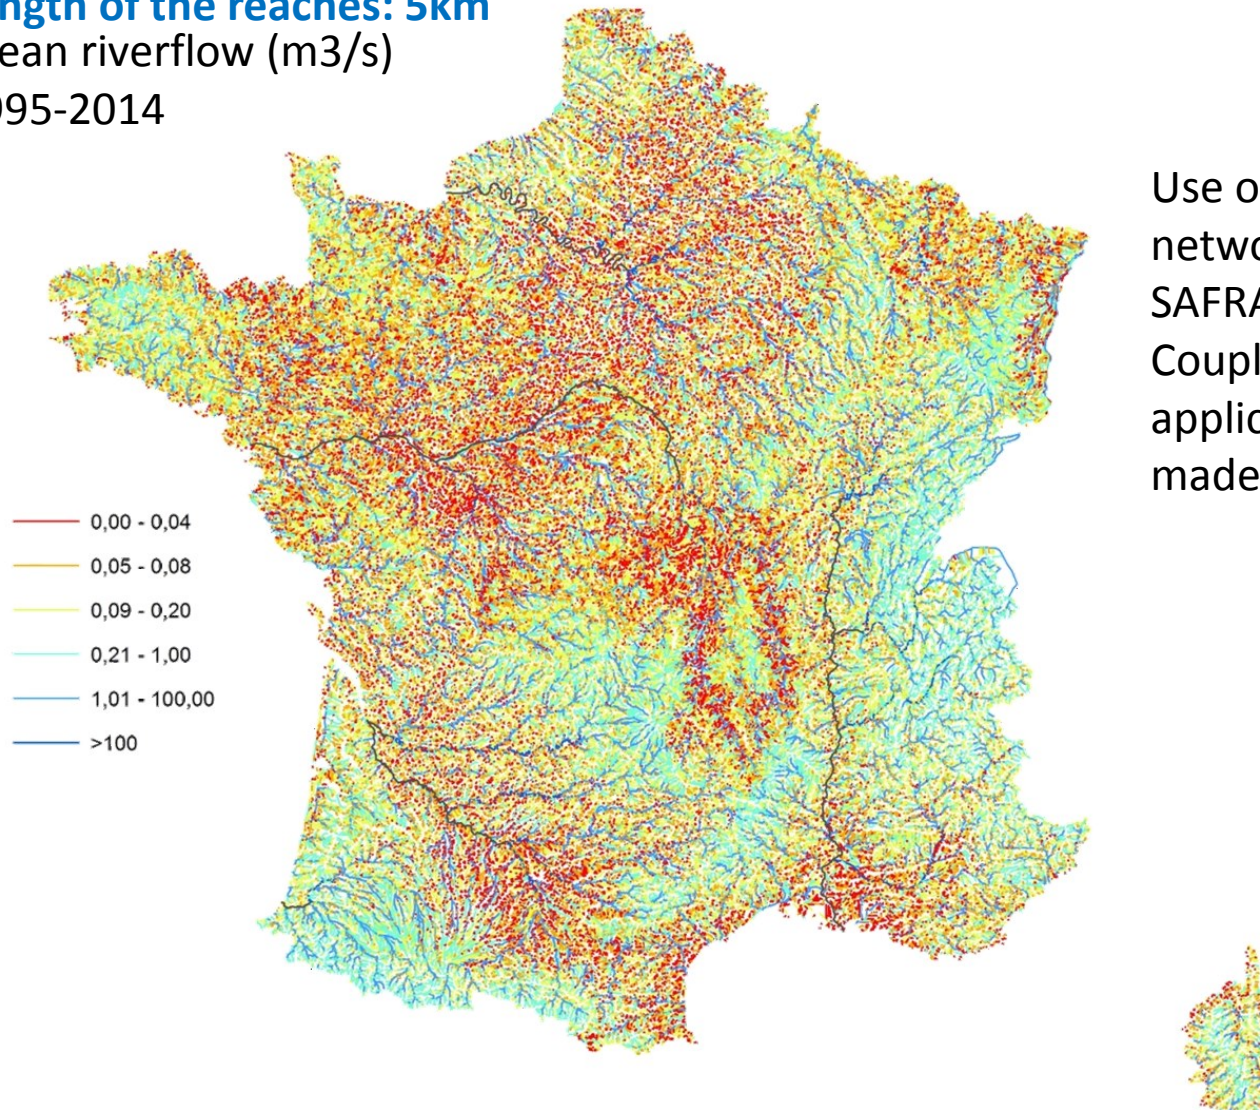 ngth of the reaches: 5km
ean riverflow (m3/s)
995-2014
Use o
netwo
SAFRA
Coupl
applic
made
0,00 - 0,04
0,05 - 0,08
0,09 - 0,20
0,21 - 1,00
1,01 - 100,00
>100